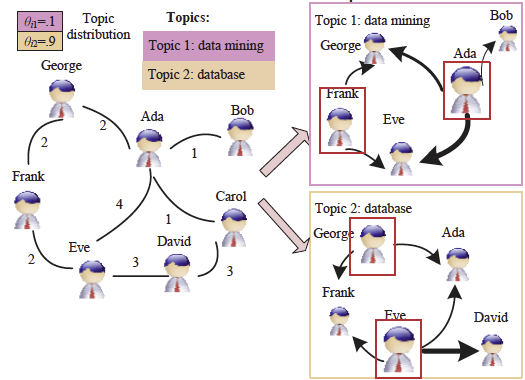 θi1=.1
θi2=.9
Topic
distribution
Topics:
Topic 1: data mining
Topic 2: database
George
Ada
Bob
Frank
Eve
David
Carol
2
2
1
4
1
2
3
3
Topic 1: data mining
George
Bob
Ada
Frank
Eve
Topic 2: database
George
Ada
Frank
Eve
David